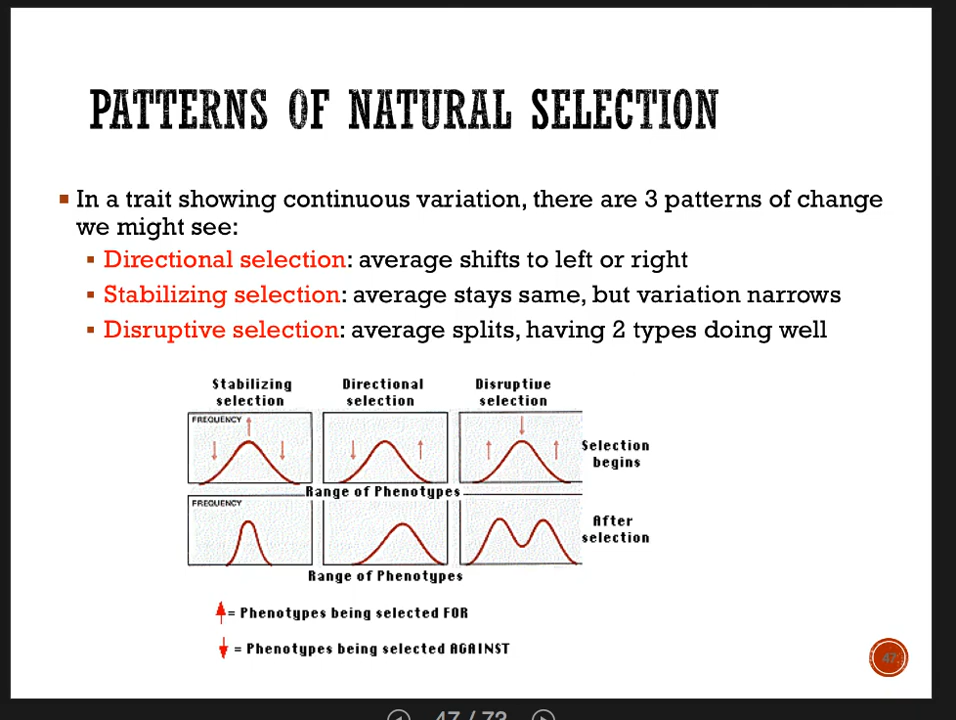 PATTERNS OF NATURAL SELECTION
In a trait showing continuous variation, there are 3 patterns of change
we might see:
Directional selection: average shifts to left or right
Stabilizing selection: average stays same, but variation narrows
Disruptive selection: average splits, having 2 types doing well
Stabilizing
selection
Directional
selection
Disruptive
selection
FREQUENCY
Selection
begins
Range of Phenotypes
FREQUENCY
After
selection
Range of Phenotypes
= Phenotypes being selected FOR
= Phenotypes being selected AGAINST
47
47 / 73